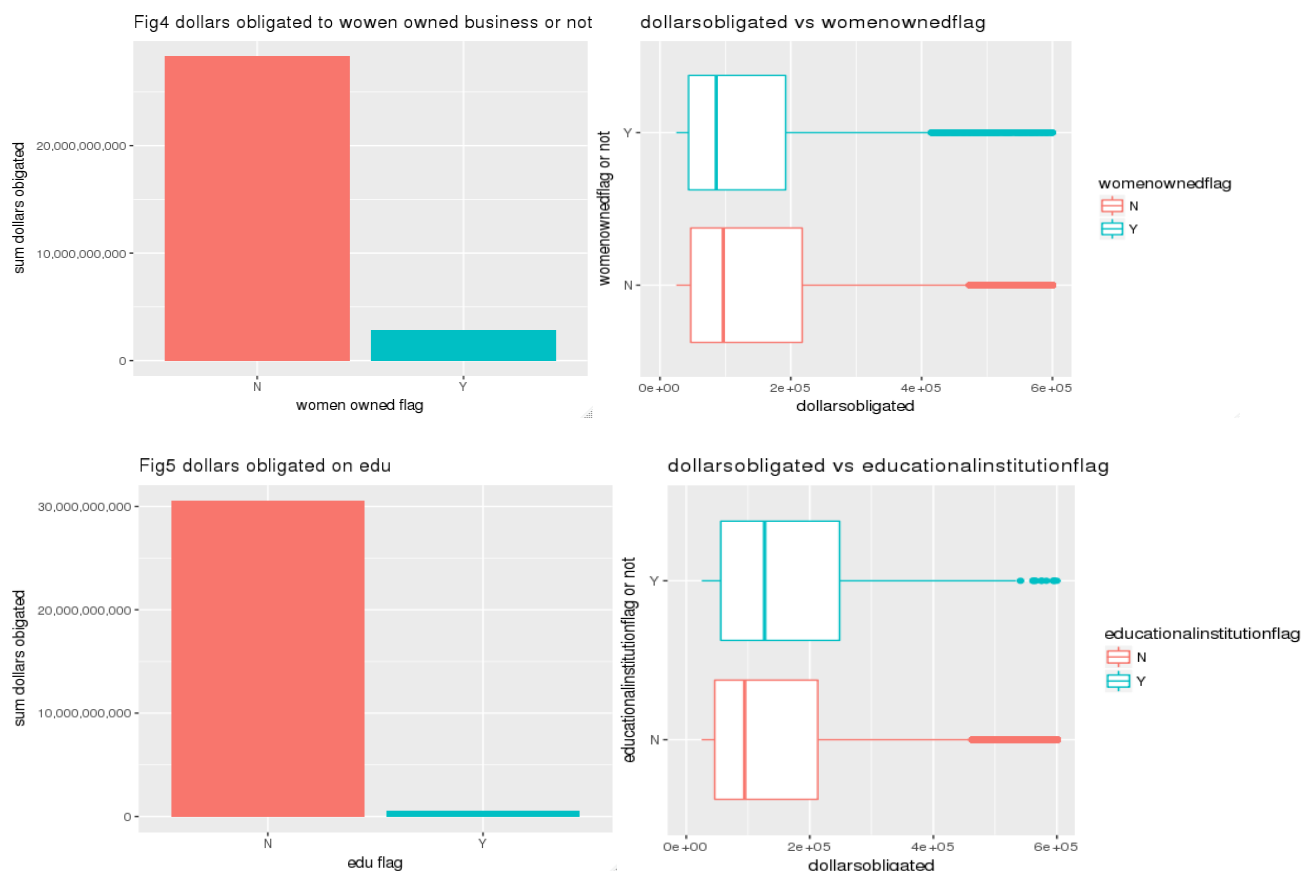 Fig4 dollars obligated to wowen owned business or not
sum dollars obigated
20,000,000,000
10,000,000,000
0
N
Y
women owned flag
dollarsobligated vs womenownedflag
womenownedflag or not
Y
N
0e+00
2e+05
4e+05
6e+05
dollarsobligated
womenownedflag
N
Y
Fig5 dollars obligated on edu
sum dollars obigated
30,000,000,000
20,000,000,000
10,000,000,000
0
N
Y
edu flag
dollarsobligated vs educationalinstitutionflag
educationalinstitutionflag or not
Y
N
0e+00
2e+05
4e+05
6e+05
dollarsobligated
educationalinstitutionflag
N
Y